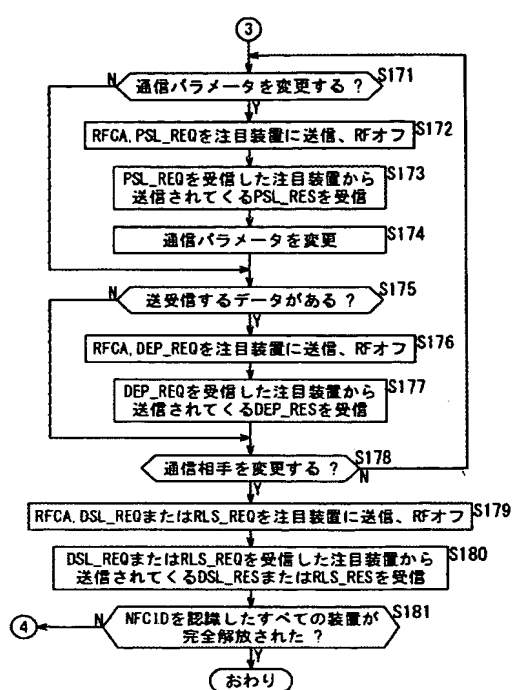 3
N
通信パラメータを変更する ?
S171
Y
RFCA,PSL_REQを注目装置に送信、RFオフ
S172
PSL_REQを受信した注目装置から
送信されてくるPSL_RESを受信
S173
通信パラメータを変更
S174
N
送受信するデータがある ?
S175
Y
RFCA,DEP_REQを注目装置に送信、RFオフ
S176
DEP_REQを受信した注目装置から
送信されてくるDEP_RESを受信
S177
通信相手を変更する ?
S178
N
Y
RFCA,DSL_REQまたはRLS_REQを注目装置に送信、RFオフ
S179
DSL_REQまたはRLS_REQを受信した注目装置から
送信されてくるDSL_RESまたはRLS_RESを受信
S180
4
N
NFCIDを認識したすべての装置が
完全解放された ?
S181
Y
おわり